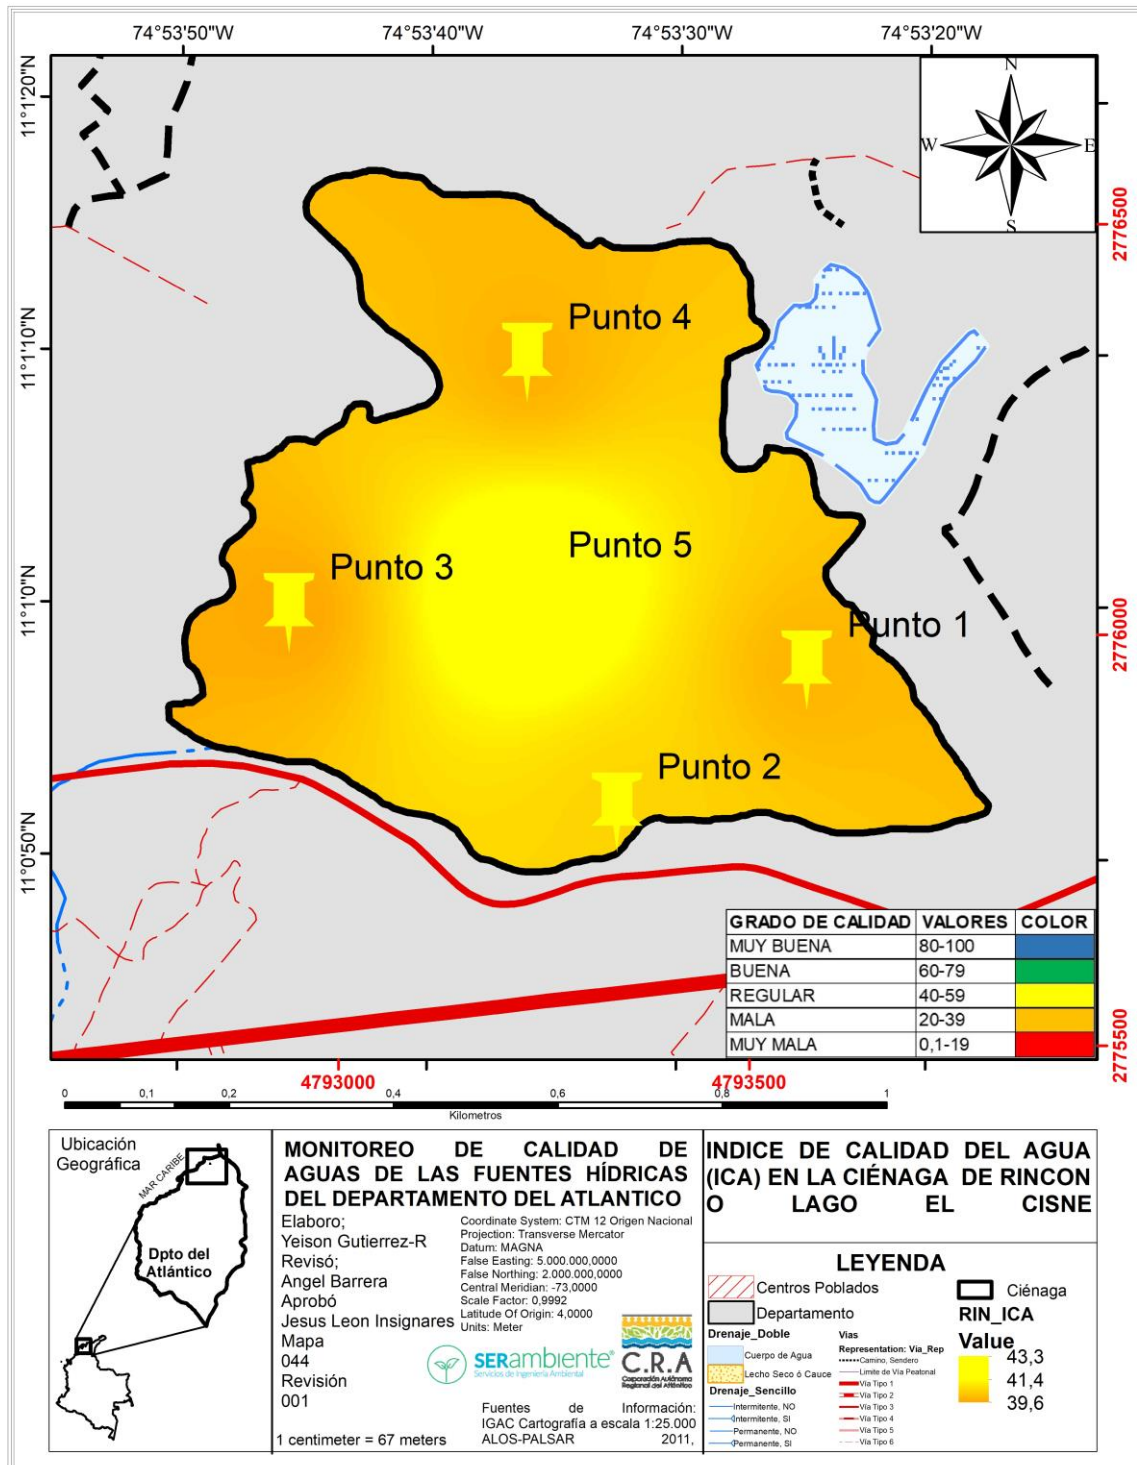 74°53'50"W 74°53'40"W 74°53'30"W 74°53'20"W
11°1'20"N
11°1'10"N
11°1'0"N
11°0'50"N
N
W E
S
2776500
2776000
2775500
Punto 4
Punto 5
Punto 3
Punto 1
Punto 2
GRADO DE CALIDAD VALORES COLOR
MUY BUENA 80-100
BUENA 60-79
REGULAR 40-59
MALA 20-39
MUY MALA 0,1-19
4793000 4793500
0 0,1 0,2 0,4 0,6 0,8 1
Kilometros
Ubicación
Geográfica
MAR CARIBE
Dpto del
Atlántico
MONITOREO DE CALIDAD DE
AGUAS DE LAS FUENTES HÍDRICAS
DEL DEPARTAMENTO DEL ATLANTICO
Elaboro;
Yeison Gutierrez-R
Revisó;
Angel Barrera
Aprobó
Jesus Leon Insignares
Mapa
044
Revisión
001
1 centimeter = 67 meters
Coordinate System: CTM 12 Origen Nacional
Projection: Transverse Mercator
Datum: MAGNA
False Easting: 5.000.000,0000
False Northing: 2.000.000,0000
Central Meridian: -73,0000
Scale Factor: 0,9992
Latitude Of Origin: 4,0000
Units: Meter
SERambiente®
Servicios de Ingeniería Ambiental
C.R.A
Corporación Autónoma
Regional del Atlántico
Fuentes de Información:
IGAC Cartografía a escala 1:25.000
ALOS-PALSAR 2011,
INDICE DE CALIDAD DEL AGUA
(ICA) EN LA CIÉNAGA DE RINCON
O LAGO EL CISNE
LEYENDA
Centros Poblados
Departamento
Drenaje_Doble
Cuerpo de Agua
Lecho Seco ó Cauce
Drenaje_Sencillo
Intermitente, NO
Intermitente, SI
Permanente, NO
Permanente, SI
Vias
Representation: Via_Rep
Camino, Sendero
Limite de Vía Peatonal
Vía Tipo 1
Vía Tipo 2
Vía Tipo 3
Vía Tipo 4
Vía Tipo 5
Vía Tipo 6
Ciénaga
RIN_ICA
Value
43,3
41,4
39,6